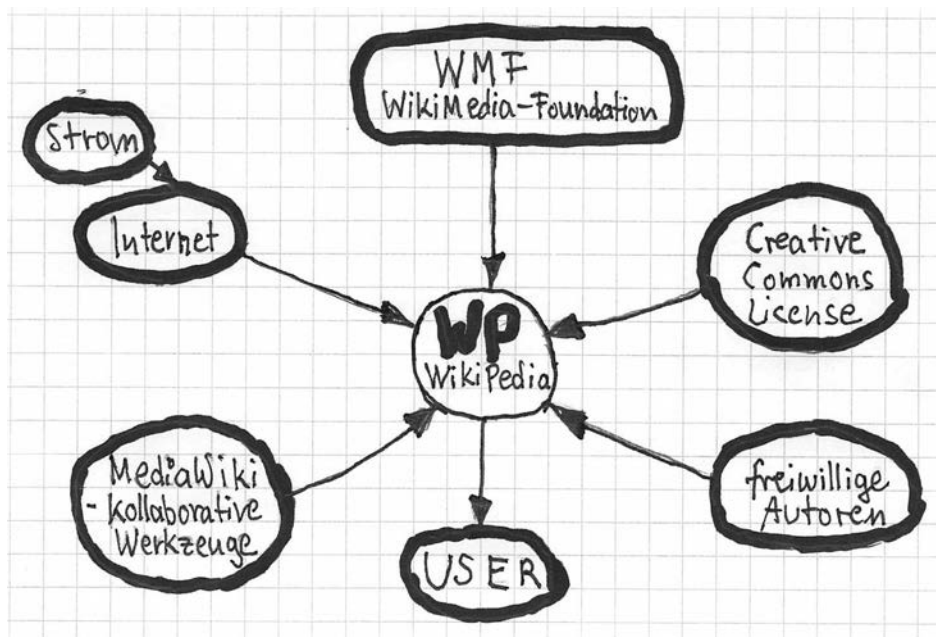 WMF
WikiMedia-Foundation
Strom
Internet
Creative
Commons
License
WP
WikiPedia
MediaWiki
- kollaborative
Werkzeuge
freiwillige
Autoren
USER